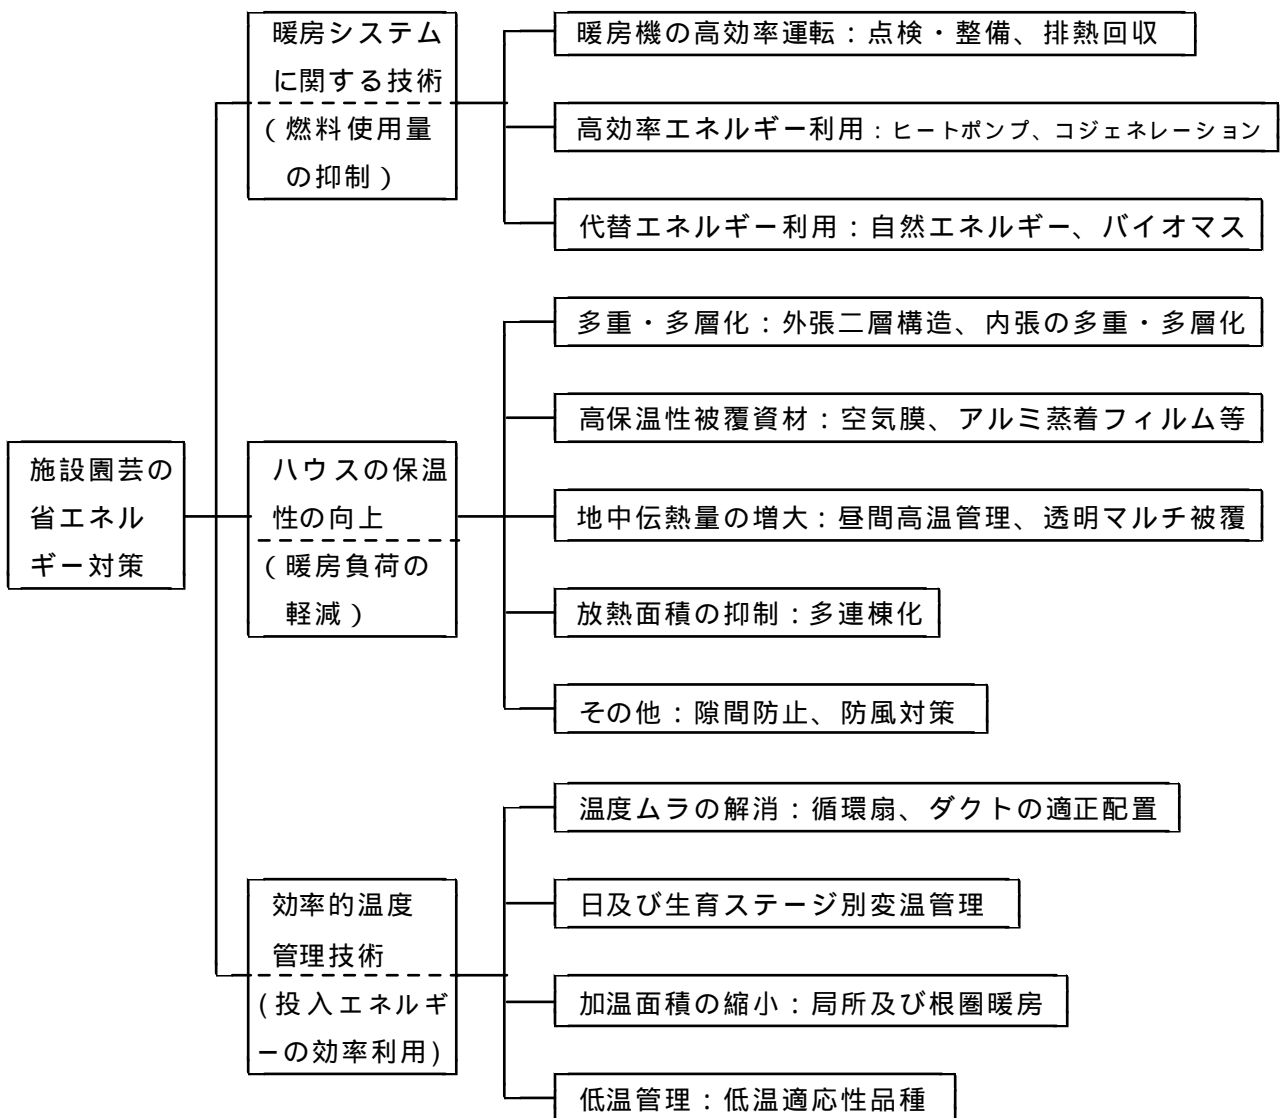 施設園芸の
省エネル
ギー対策
暖房システム
に関する技術
(燃料使用量
の抑制)
暖房機の高効率運転:点検・整備、排熱回収
高効率エネルギー利用:ヒートポンプ、コジェネレーション
代替エネルギー利用:自然エネルギー、バイオマス
ハウスの保温
性の向上
(暖房負荷の
軽減)
多重・多層化:外張二層構造、内張の多重・多層化
高保温性被覆資材:空気膜、アルミ蒸着フィルム等
地中伝熱量の増大:昼間高温管理、透明マルチ被覆
放熱面積の抑制:多連棟化
その他:隙間防止、防風対策
効率的温度
管理技術
(投入エネルギ
ーの効率利用)
温度ムラの解消:循環扇、ダクトの適正配置
日及び生育ステージ別変温管理
加温面積の縮小:局所及び根圏暖房
低温管理:低温適応性品種